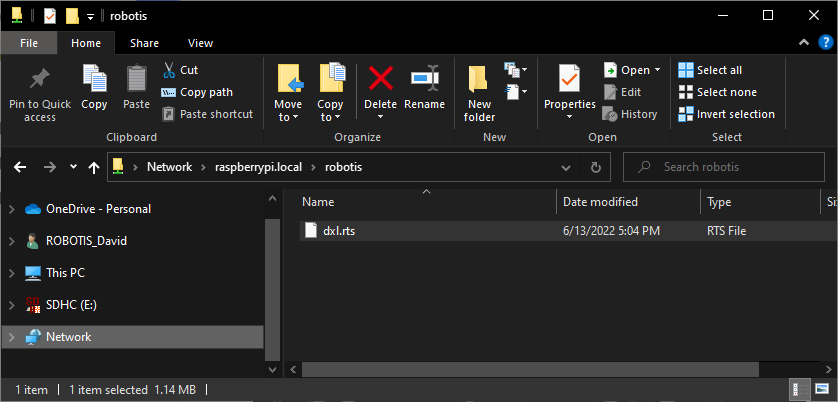 robotis
File Home Share View
Pin to Quick access
Copy
Paste
Cut
Copy path
Paste shortcut
Clipboard
Move to
Copy to
Delete
Rename
Organize
New folder
New
Properties
Open
Edit
History
Open
Select all
Select none
Invert selection
Select
Network > raspberrypi.local > robotis
Search robotis
OneDrive - Personal
ROBOTIS_David
This PC
SDHC (E:)
Network
Name Date modified Type Si
dxl.rts 6/13/2022 5:04 PM RTS File
1 item 1 item selected 1.14 MB